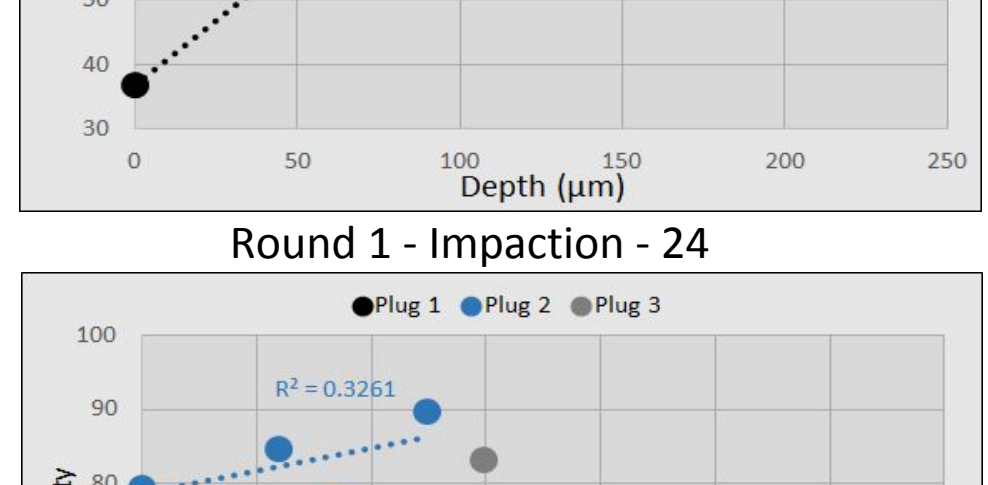 40
30
0 50 100 150 200 250
Depth (µm)
Round 1 - Impaction - 24
Plug 1 Plug 2 Plug 3
100
R² = 0.3261
90
80